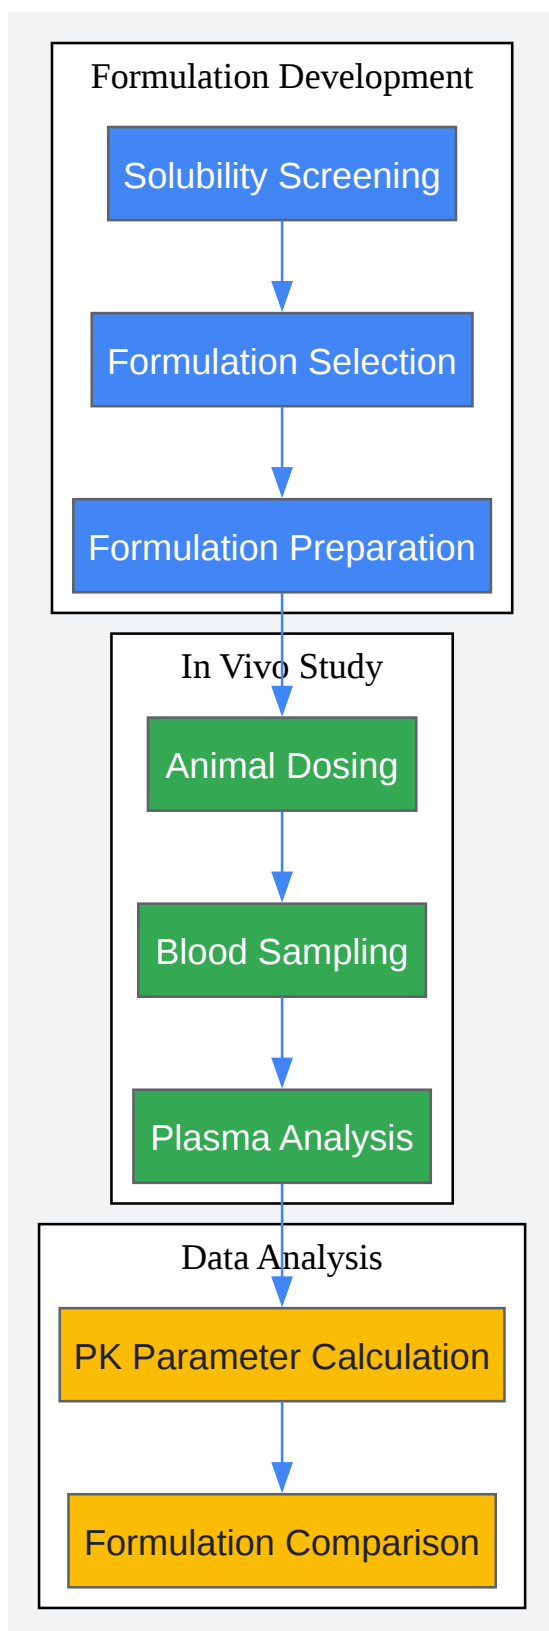 Formulation Development
Solubility Screening
Formulation Selection
Formulation Preparation
In Vivo Study
Animal Dosing
Blood Sampling
Plasma Analysis
Data Analysis
PK Parameter Calculation
Formulation Comparison